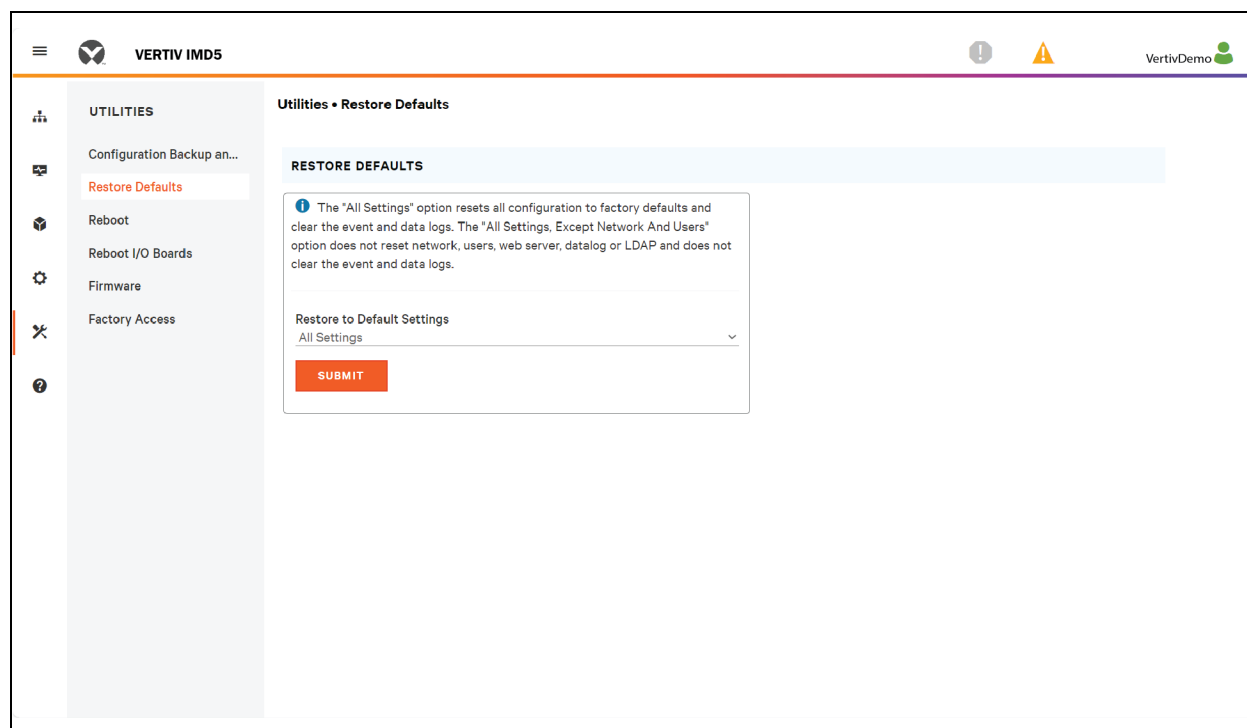 VERTIV IMD5
VertivDemo
UTILITIES
Configuration Backup an...
Restore Defaults
Reboot
Reboot I/O Boards
Firmware
Factory Access
Utilities • Restore Defaults
RESTORE DEFAULTS
The "All Settings" option resets all configuration to factory defaults and
clear the event and data logs. The "All Settings, Except Network And Users"
option does not reset network, users, web server, datalog or LDAP and does not
clear the event and data logs.
Restore to Default Settings
All Settings
SUBMIT